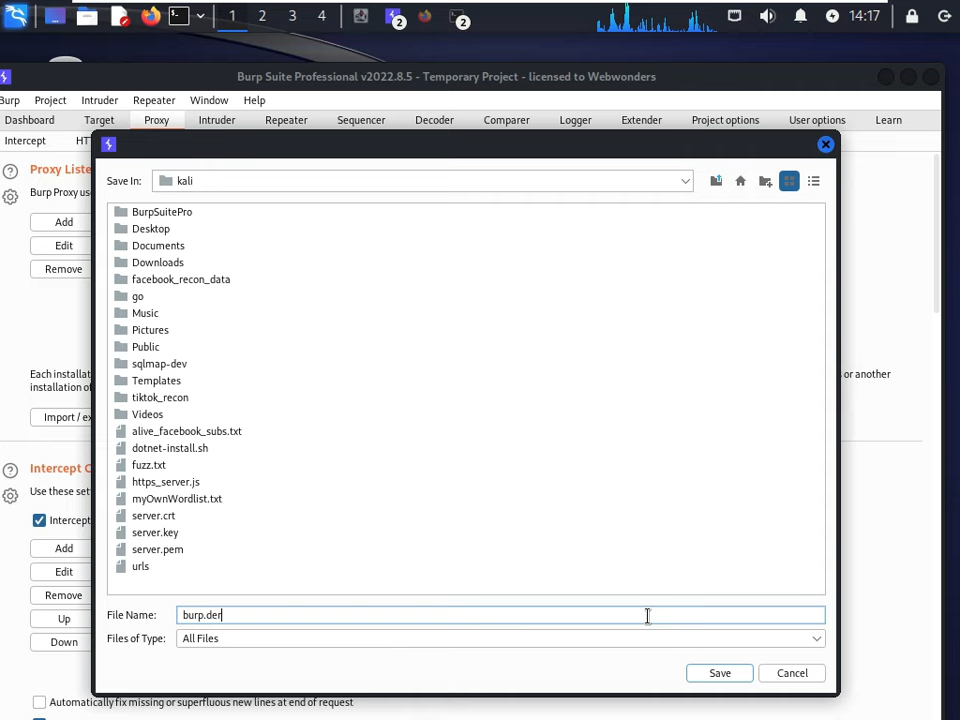 1 2 3 4 2 2 14:17
Burp Suite Professional v2022.8.5 - Temporary Project - licensed to Webwonders
Burp Project Intruder Repeater Window Help
Dashboard Target Proxy Intruder Repeater Sequencer Decoder Comparer Logger Extender Project options User options Learn
Intercept HT
Proxy Liste
Burp Proxy use
Add
Edit
Remove
Each installa
installation of
s or another
Import / ex
Intercept C
Use these set
Intercept
Add
Edit
Remove
Up
Down
Automatically fix missing or superfluous new lines at end of request
Save In: kali
BurpSuitePro
Desktop
Documents
Downloads
facebook_recon_data
go
Music
Pictures
Public
sqlmap-dev
Templates
tiktok_recon
Videos
alive_facebook_subs.txt
dotnet-install.sh
fuzz.txt
https_server.js
myOwnWordlist.txt
server.crt
server.key
server.pem
urls
File Name: burp.der
Files of Type: All Files
Save Cancel